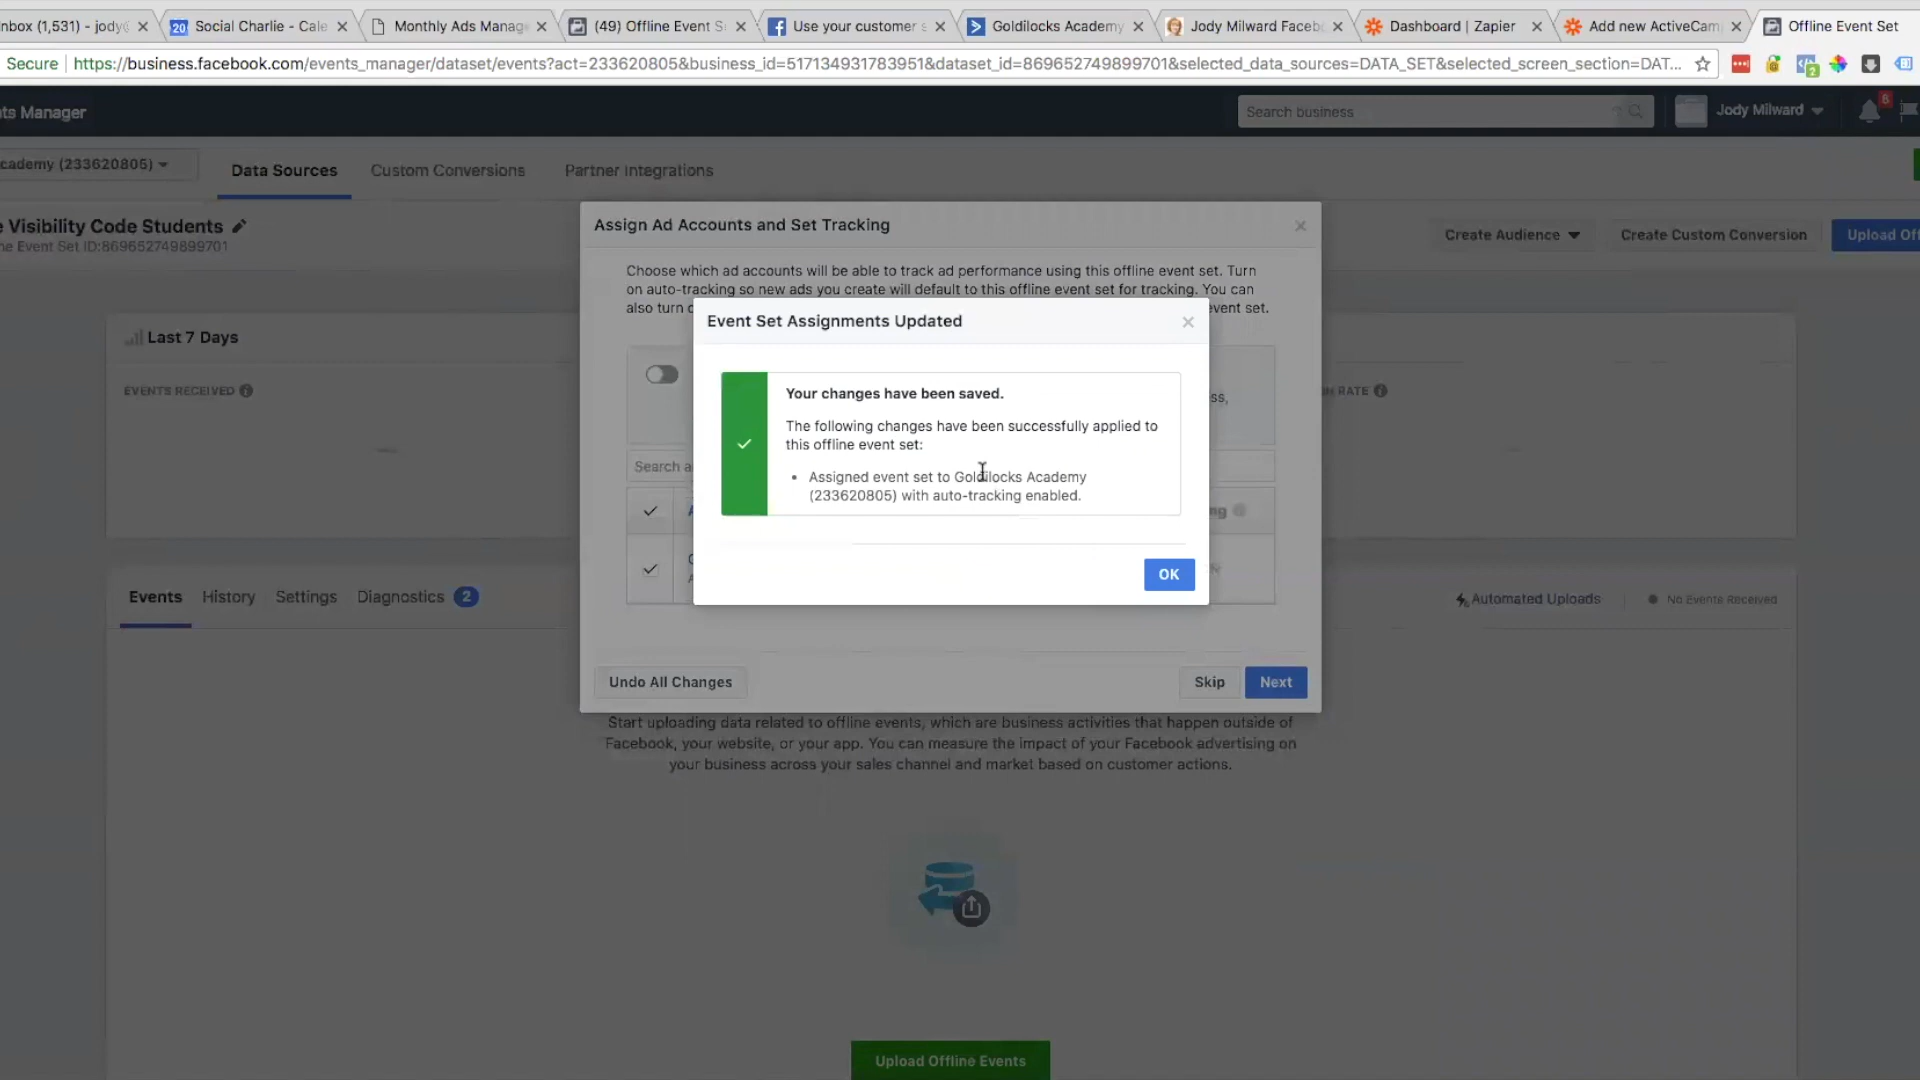 nbox (1,531) - jody@
20 Social Charlie - Cale
Monthly Ads Manag
(49) Offline Event S
Use your customer s
Goldilocks Academy
Jody Milward Faceb
Dashboard | Zapier
Add new ActiveCam
Offline Event Set
Secure | https://business.facebook.com/events_manager/dataset/events?act=233620805&business_id=517134931783951&dataset_id=869652749899701&selected_data_sources=DATA_SET&selected_screen_section=DAT...
2
ts Manager
Search business
Jody Milward
6
cademy (233620805)
Data Sources
Custom Conversions
Partner Integrations
e Visibility Code Students
ne Event Set ID:869652749899701
Create Audience
Create Custom Conversion
Upload Off
Assign Ad Accounts and Set Tracking
Choose which ad accounts will be able to track ad performance using this offline event set. Turn
on auto-tracking so new ads you create will default to this offline event set for tracking. You can
also turn event set.
Event Set Assignments Updated
Your changes have been saved.
The following changes have been successfully applied to
this offline event set:
• Assigned event set to Goldilocks Academy
(233620805) with auto-tracking enabled.
OK
Last 7 Days
EVENTS RECEIVED
RATE
ss,
Search a
ng
Undo All Changes
Skip
Next
Events
History
Settings
Diagnostics 2
Automated Uploads
No Events Received
Start uploading data related to offline events, which are business activities that happen outside of
Facebook, your website, or your app. You can measure the impact of your Facebook advertising on
your business across your sales channel and market based on customer actions.
Upload Offline Events